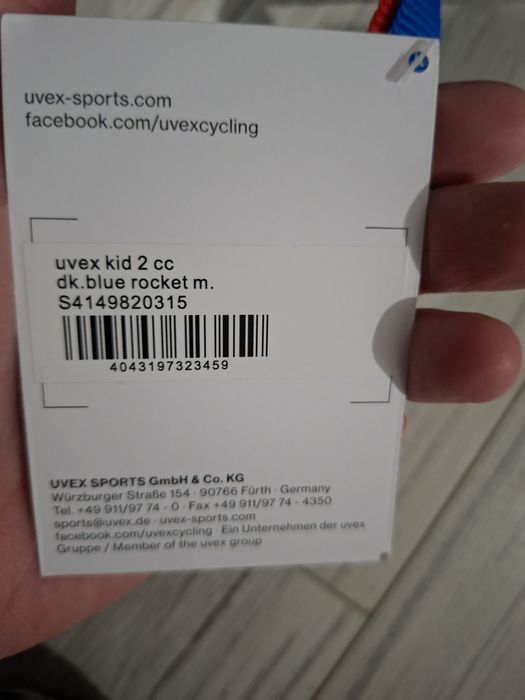 uvex-sports.com
facebook.com/uvexcycling
uvex kid 2 cc
dk.blue rocket m.
S4149820315
4043197323459
UVEX SPORTS GmbH & Co. KG
Würzburger Straße 154 · 90766 Fürth · Germany
Tel. +49 911/97 74 - 0 · Fax +49 911/97 74 - 4350
sports@uvex.de · uvex-sports.com
facebook.com/uvexcycling · Ein Unternehmen der uvex
Gruppe / Member of the uvex group